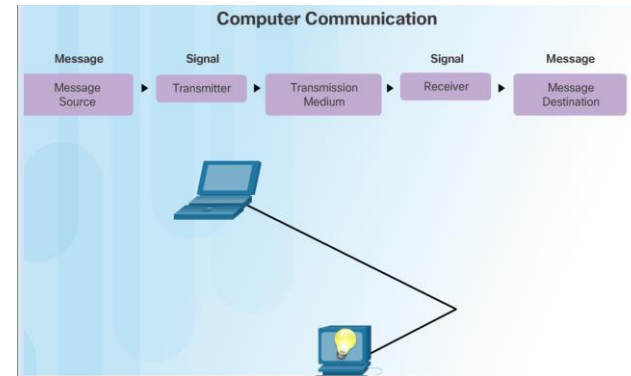 Computer Communication
Message Signal Signal Message
Message Source
Transmitter
Transmission Medium
Receiver
Message Destination